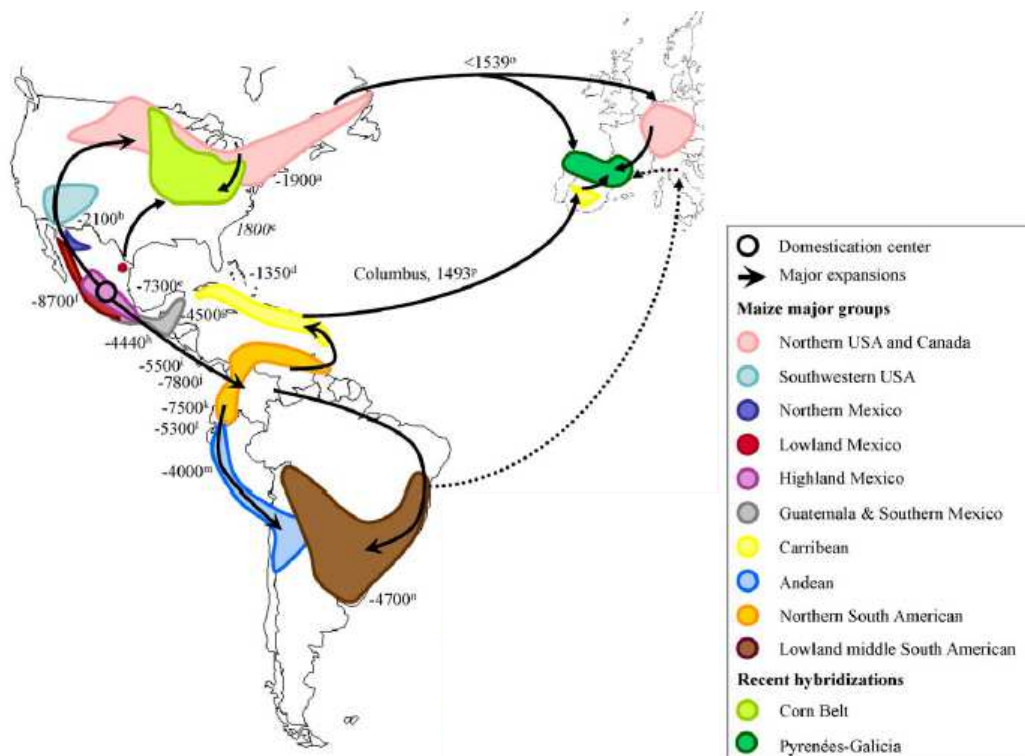 <1539ᵒ
-1900ᵃ
-2100ᵇ
1800ᶜ
-1350ᵈ
Columbus, 1493ᵖ
-7300ᵉ
-8700ᶠ
-4500ᵍ
-4440ʰ
-5500ⁱ
-7800ʲ
-7500ᵏ
-5300ˡ
-4000ᵐ
-4700ⁿ
Domestication center
Major expansions
Maize major groups
Northern USA and Canada
Southwestern USA
Northern Mexico
Lowland Mexico
Highland Mexico
Guatemala & Southern Mexico
Carribean
Andean
Northern South American
Lowland middle South American
Recent hybridizations
Corn Belt
Pyrenées-Galicia